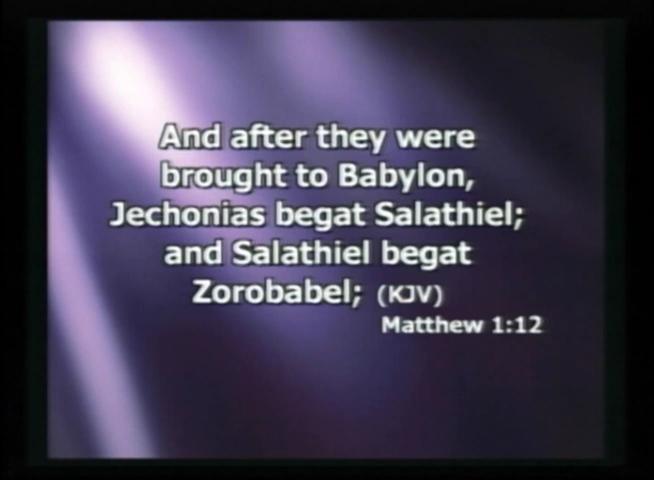 And after they were
brought to Babylon,
Jechonias begat Salathiel;
and Salathiel begat
Zorobabel; (KJV)
Matthew 1:12